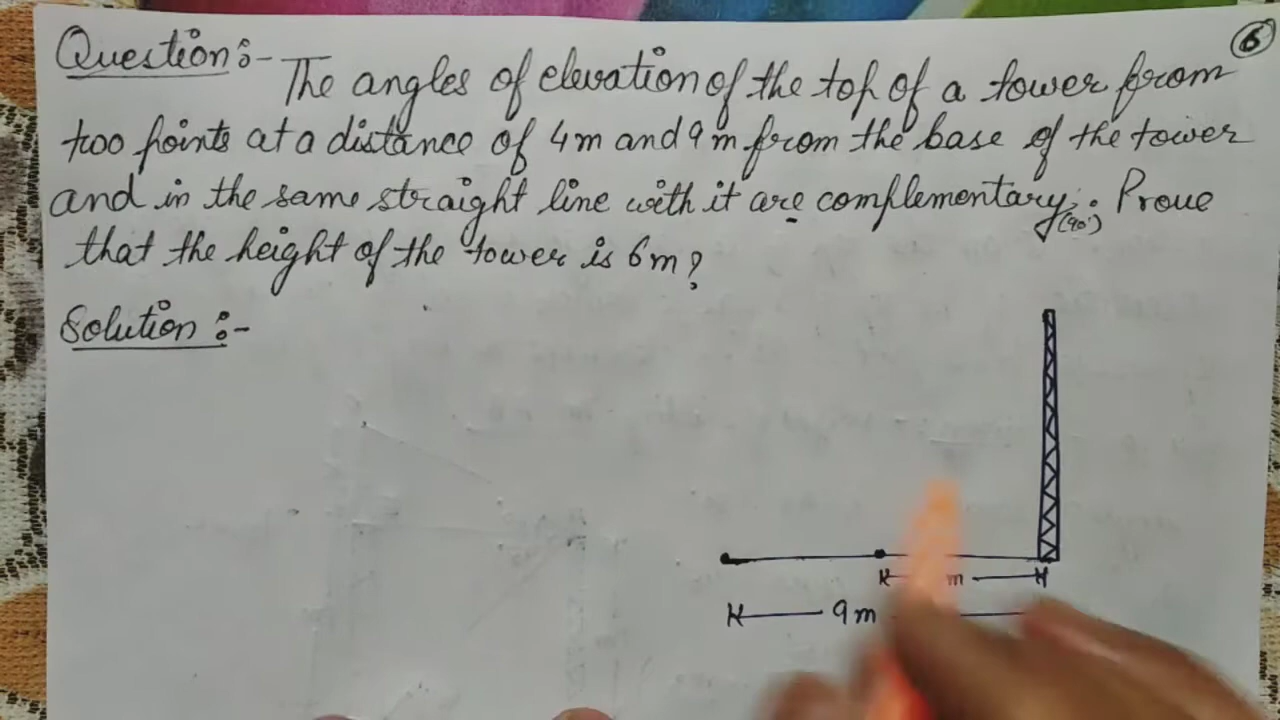 6
Question:- The angles of elevation of the top of a tower from
two points at a distance of 4m and 9m from the base of the tower
and in the same straight line with it are complementary. Prove
(90°)
that the height of the tower is 6m?
Solution :-
m
9m